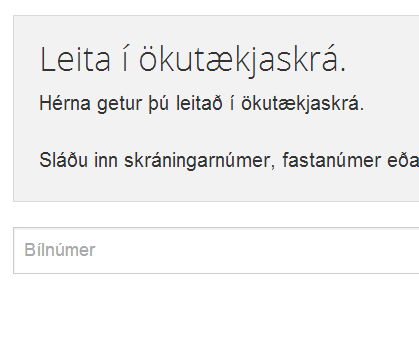 Leita í ökutækjaskrá.
Hérna getur þú leitað í ökutækjaskrá.
Sláðu inn skráningarnúmer, fastanúmer eða
Bílnúmer